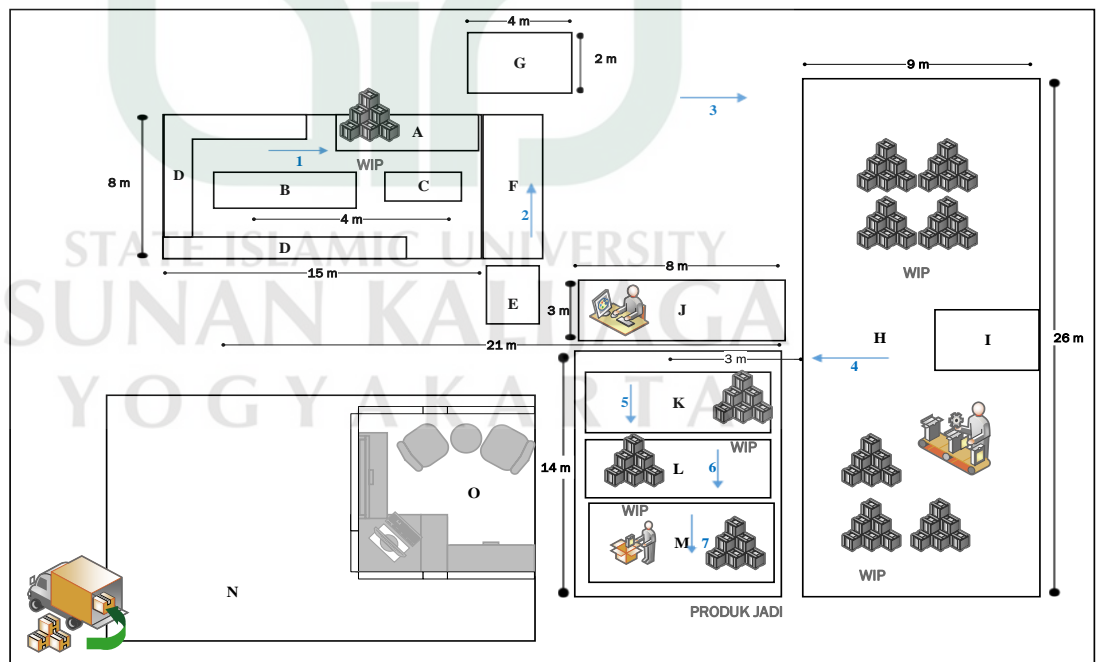 4 m
G
2 m
9 m
3
A
1
WIP
D
8 m
B
C
F
2
4 m
D
STATE ISLAMIC UNIVERSITY
SUNAN KALIJAGA
YOGYAKARTA
WIP
15 m
8 m
E
3 m
J
H
I
26 m
21 m
3 m
4
5
K
WIP
14 m
L
6
O
WIP
M
7
WIP
N
PRODUK JADI